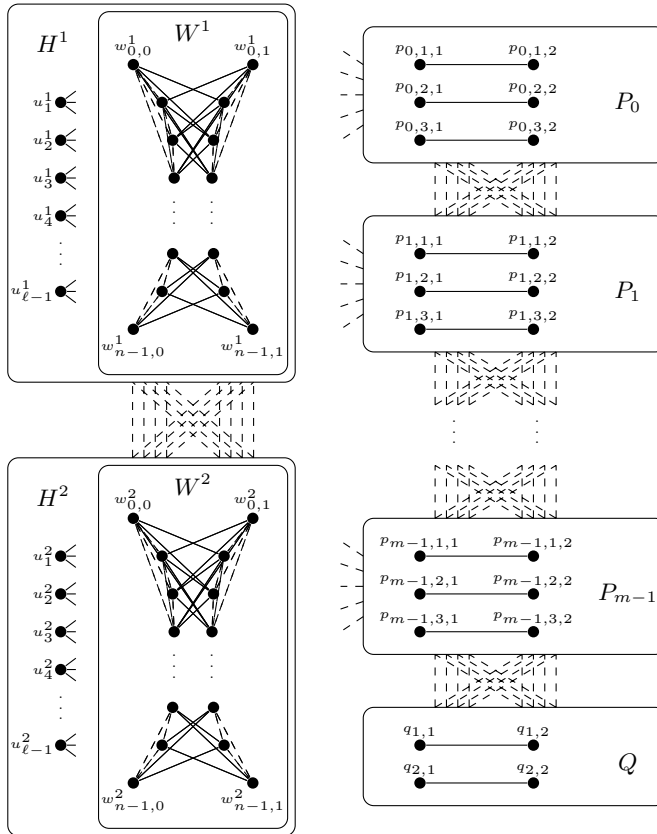 H^1
W^1
w^1_{0,0}
w^1_{0,1}
u^1_1
u^1_2
u^1_3
u^1_4
u^1_{ℓ−1}
w^1_{n−1,0}
w^1_{n−1,1}
H^2
W^2
w^2_{0,0}
w^2_{0,1}
u^2_1
u^2_2
u^2_3
u^2_4
u^2_{ℓ−1}
w^2_{n−1,0}
w^2_{n−1,1}
p_{0,1,1} p_{0,1,2}
p_{0,2,1} p_{0,2,2}
p_{0,3,1} p_{0,3,2}
P_0
p_{1,1,1} p_{1,1,2}
p_{1,2,1} p_{1,2,2}
p_{1,3,1} p_{1,3,2}
P_1
p_{m−1,1,1} p_{m−1,1,2}
p_{m−1,2,1} p_{m−1,2,2}
p_{m−1,3,1} p_{m−1,3,2}
P_{m−1}
q_{1,1} q_{1,2}
q_{2,1} q_{2,2}
Q